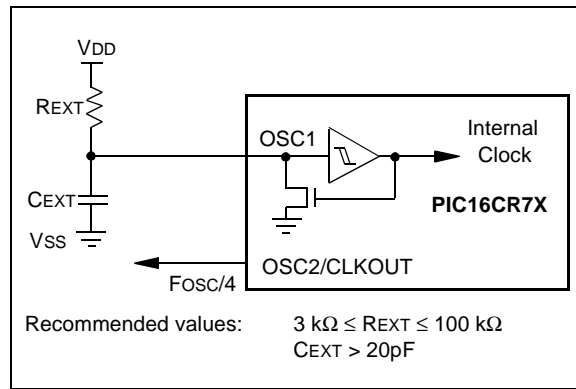 VDD
REXT
OSC1
Internal
Clock
CEXT
PIC16CR7X
VSS
OSC2/CLKOUT
FOSC/4
Recommended values: 3 kΩ ≤ REXT ≤ 100 kΩ
CEXT > 20pF